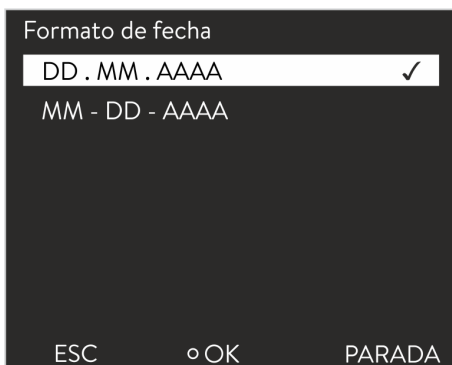 Formato de fecha
DD . MM . AAAA ✓
MM - DD - AAAA
ESC OK PARADA